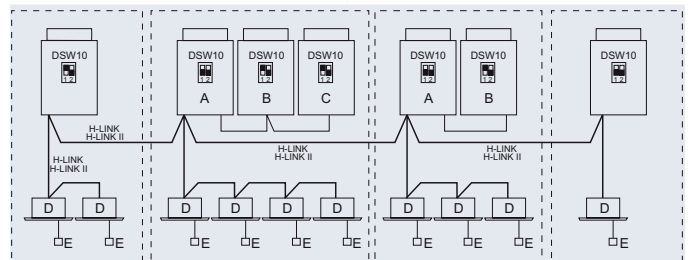 DSW10 DSW10 DSW10 DSW10 DSW10 DSW10 DSW10
1 2 1 2 1 2 1 2 1 2 1 2 1 2
A B C A B
H-LINK
H-LINK II
H-LINK
H-LINK II
H-LINK
H-LINK II
H-LINK
H-LINK II
D D D D D D D D D D
E E E E E E E E E E